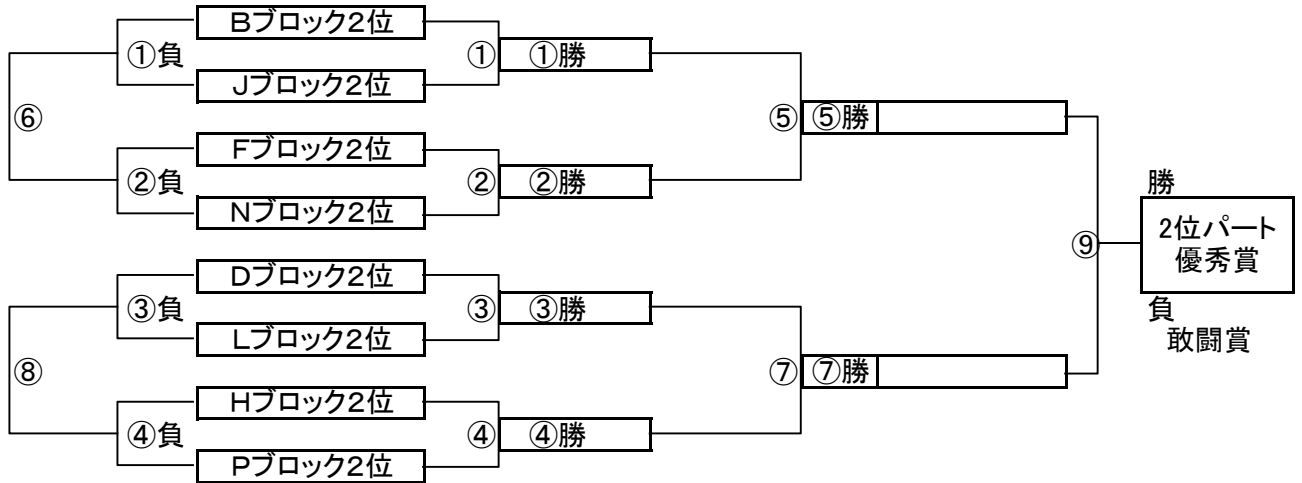 Bブロック2位
①負
①
①勝
Jブロック2位
⑥
⑤
⑤勝
Fブロック2位
②負
②
②勝
Nブロック2位
勝
⑨
2位パート
優秀賞
負
敢闘賞
Dブロック2位
③負
③
③勝
Lブロック2位
⑧
⑦
⑦勝
Hブロック2位
④負
④
④勝
Pブロック2位